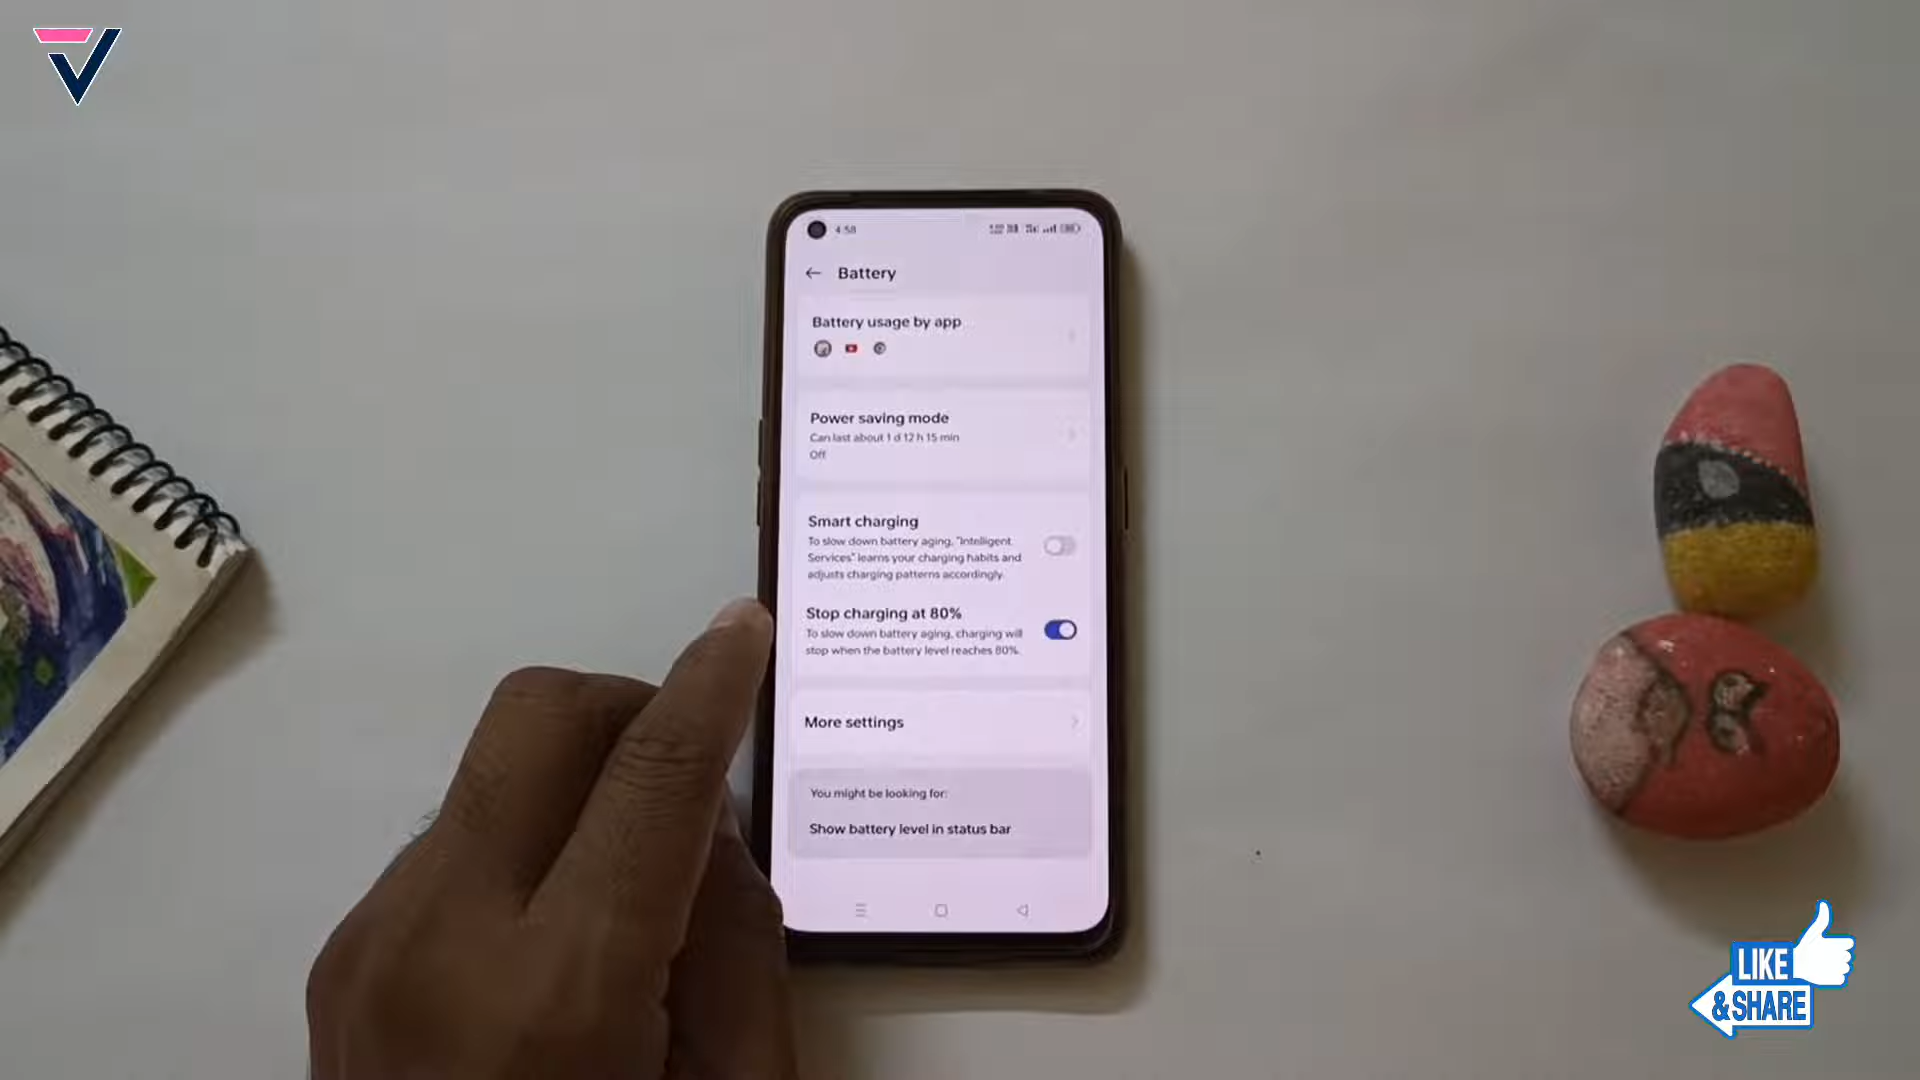 4:58
Battery
Battery usage by app
Power saving mode
Can last about 1 d 12 h 15 min
Off
Smart charging
To slow down battery aging, "Intelligent
Services" learns your charging habits and
adjusts charging patterns accordingly.
Stop charging at 80%
To slow down battery aging, charging will
stop when the battery level reaches 80%.
More settings
You might be looking for:
Show battery level in status bar
LIKE
&SHARE